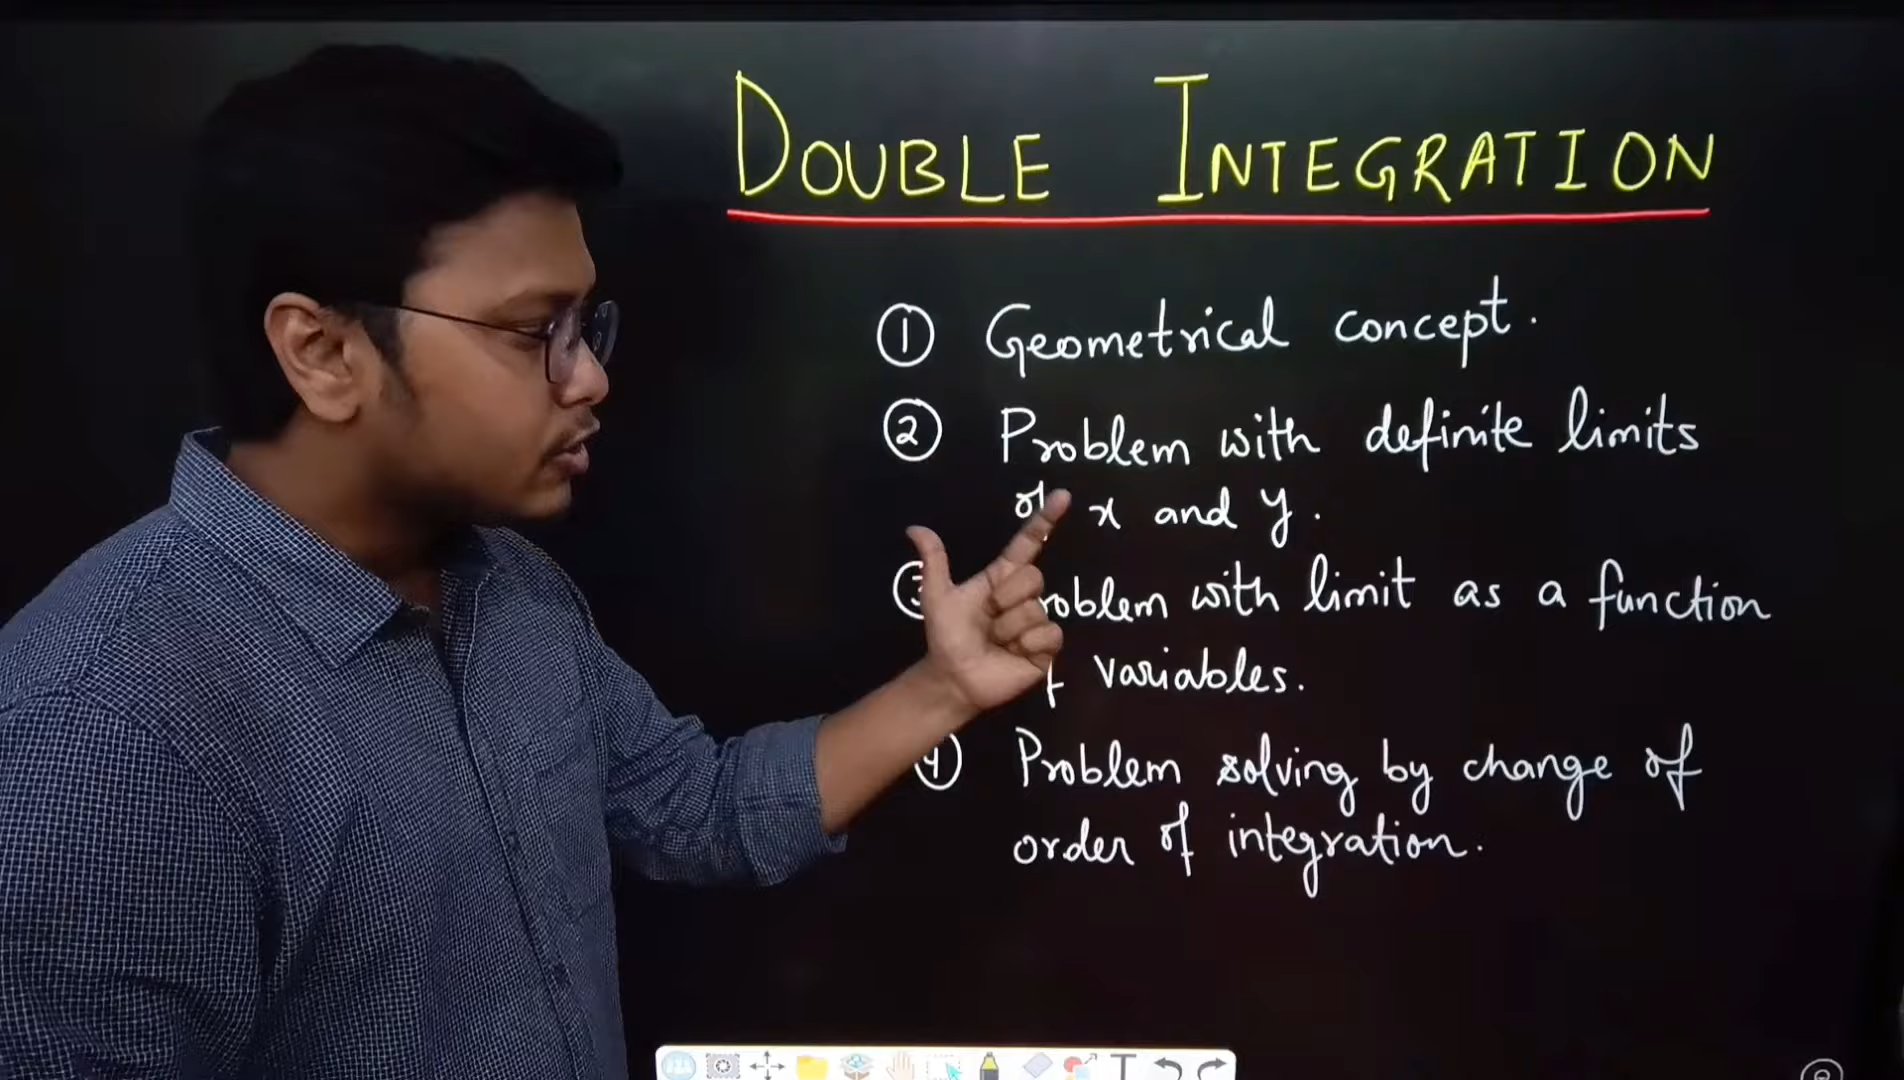 DOUBLE INTEGRATION
① Geometrical concept.
② Problem with definite limits
of x and y.
with limit as a function
variables.
④ Problem solving by change of
order of integration.
T